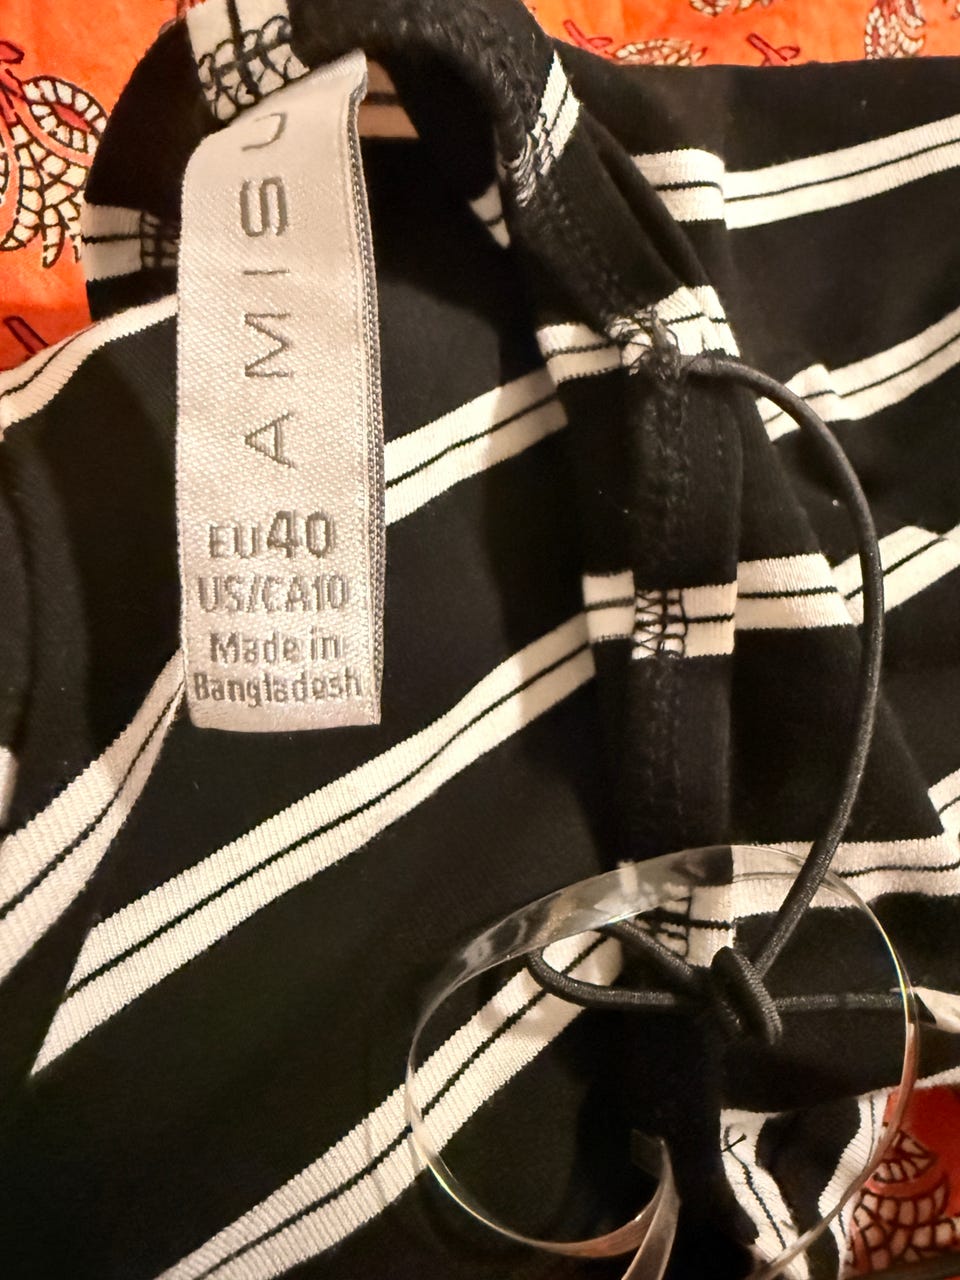 AMISU
EU40
US/CA10
Made in
Bangladesh